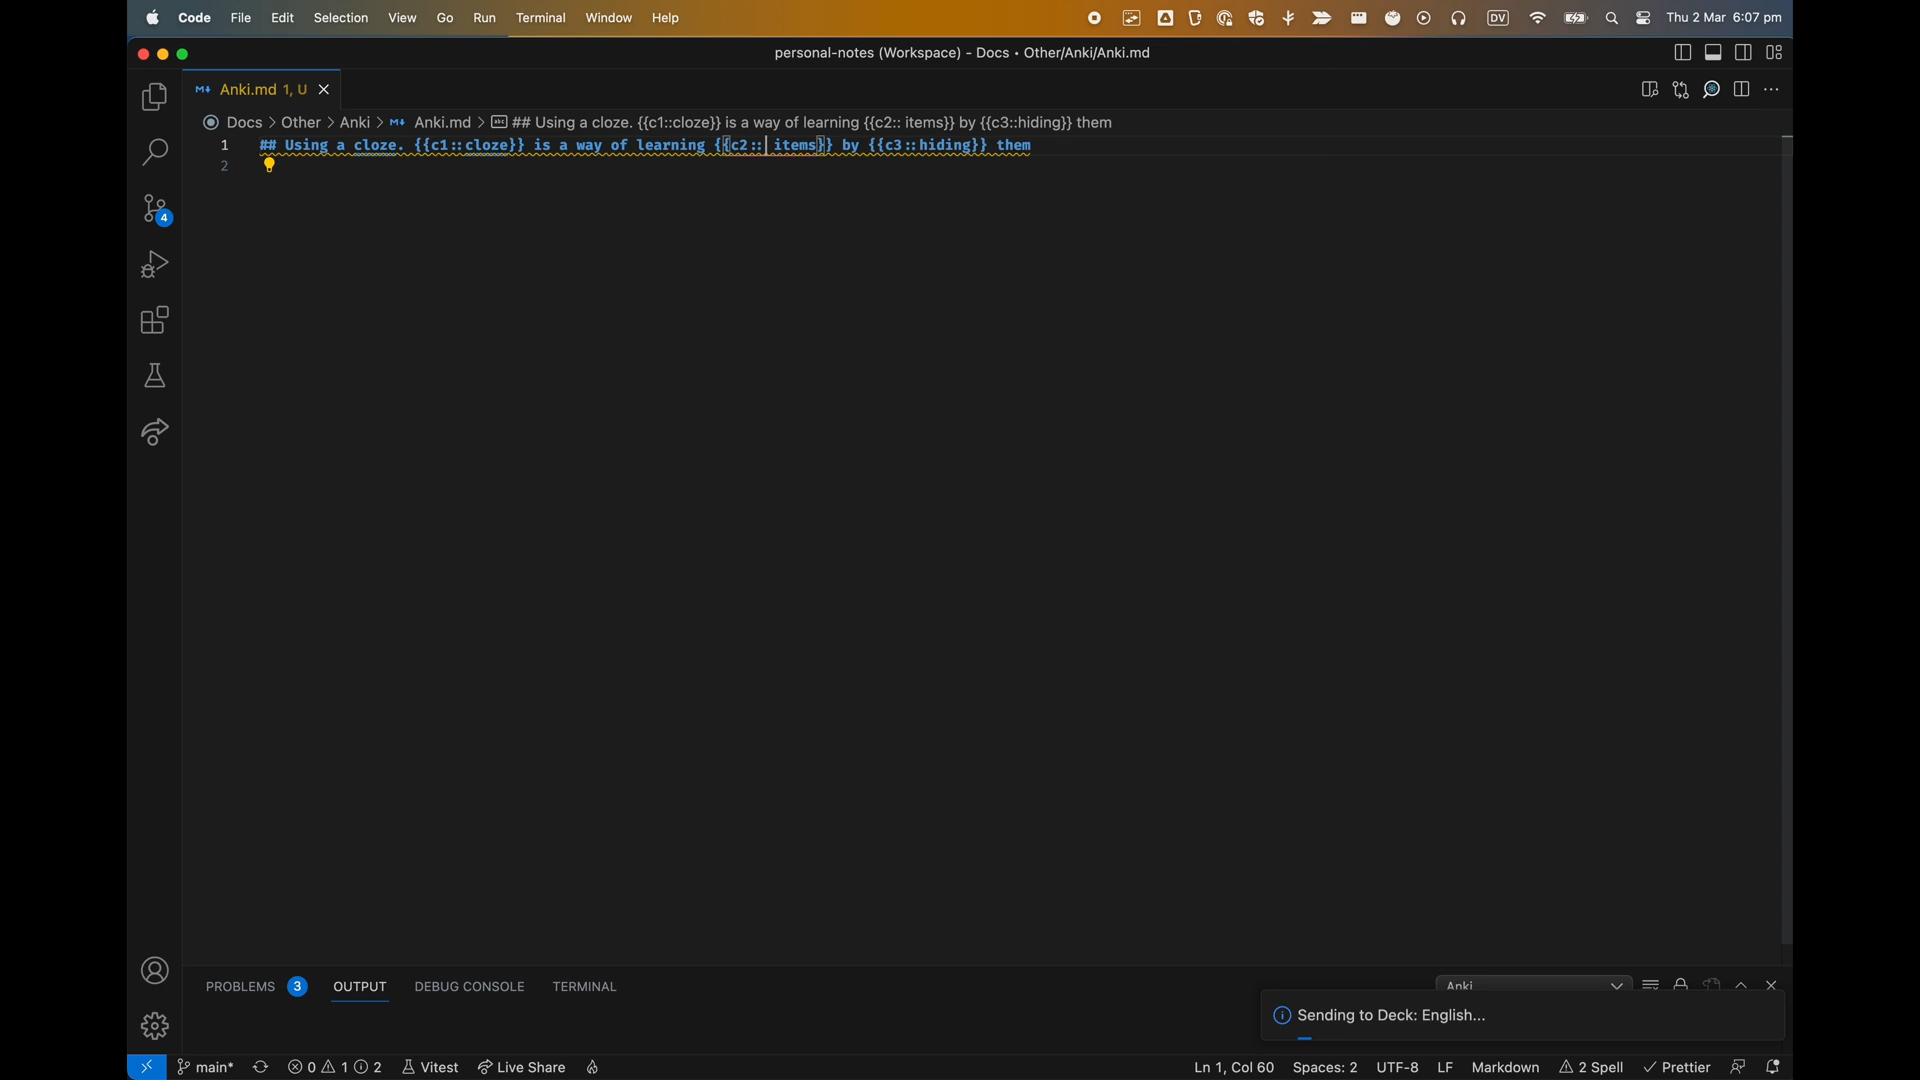 Code File Edit Selection View Go Run Terminal Window Help DV Thu 2 Mar 6:07 pm
personal-notes (Workspace) - Docs • Other/Anki/Anki.md
M+ Anki.md 1, U
Docs > Other > Anki > M+ Anki.md > abc ## Using a cloze. {{c1::cloze}} is a way of learning {{c2:: items}} by {{c3::hiding}} them
1 ## Using a cloze. {{c1::cloze}} is a way of learning {{c2:: items}} by {{c3::hiding}} them
2
4
PROBLEMS 3 OUTPUT DEBUG CONSOLE TERMINAL Anki
Sending to Deck: English...
main* 0 1 2 Vitest Live Share Ln 1, Col 60 Spaces: 2 UTF-8 LF Markdown 2 Spell Prettier